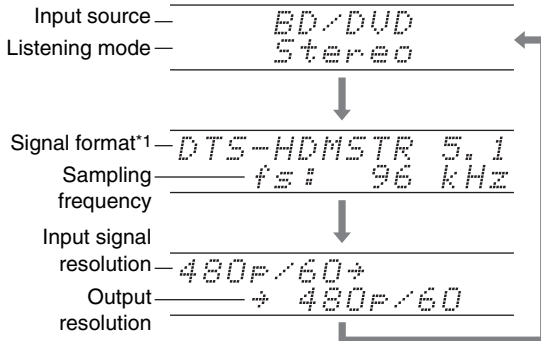 Input source
BD/DVD
Listening mode
Stereo
Signal format*1
DTS-HDMSTR 5.1
Sampling
frequency
fs: 96 kHz
Input signal
resolution
480p/60→
Output
resolution
→ 480p/60